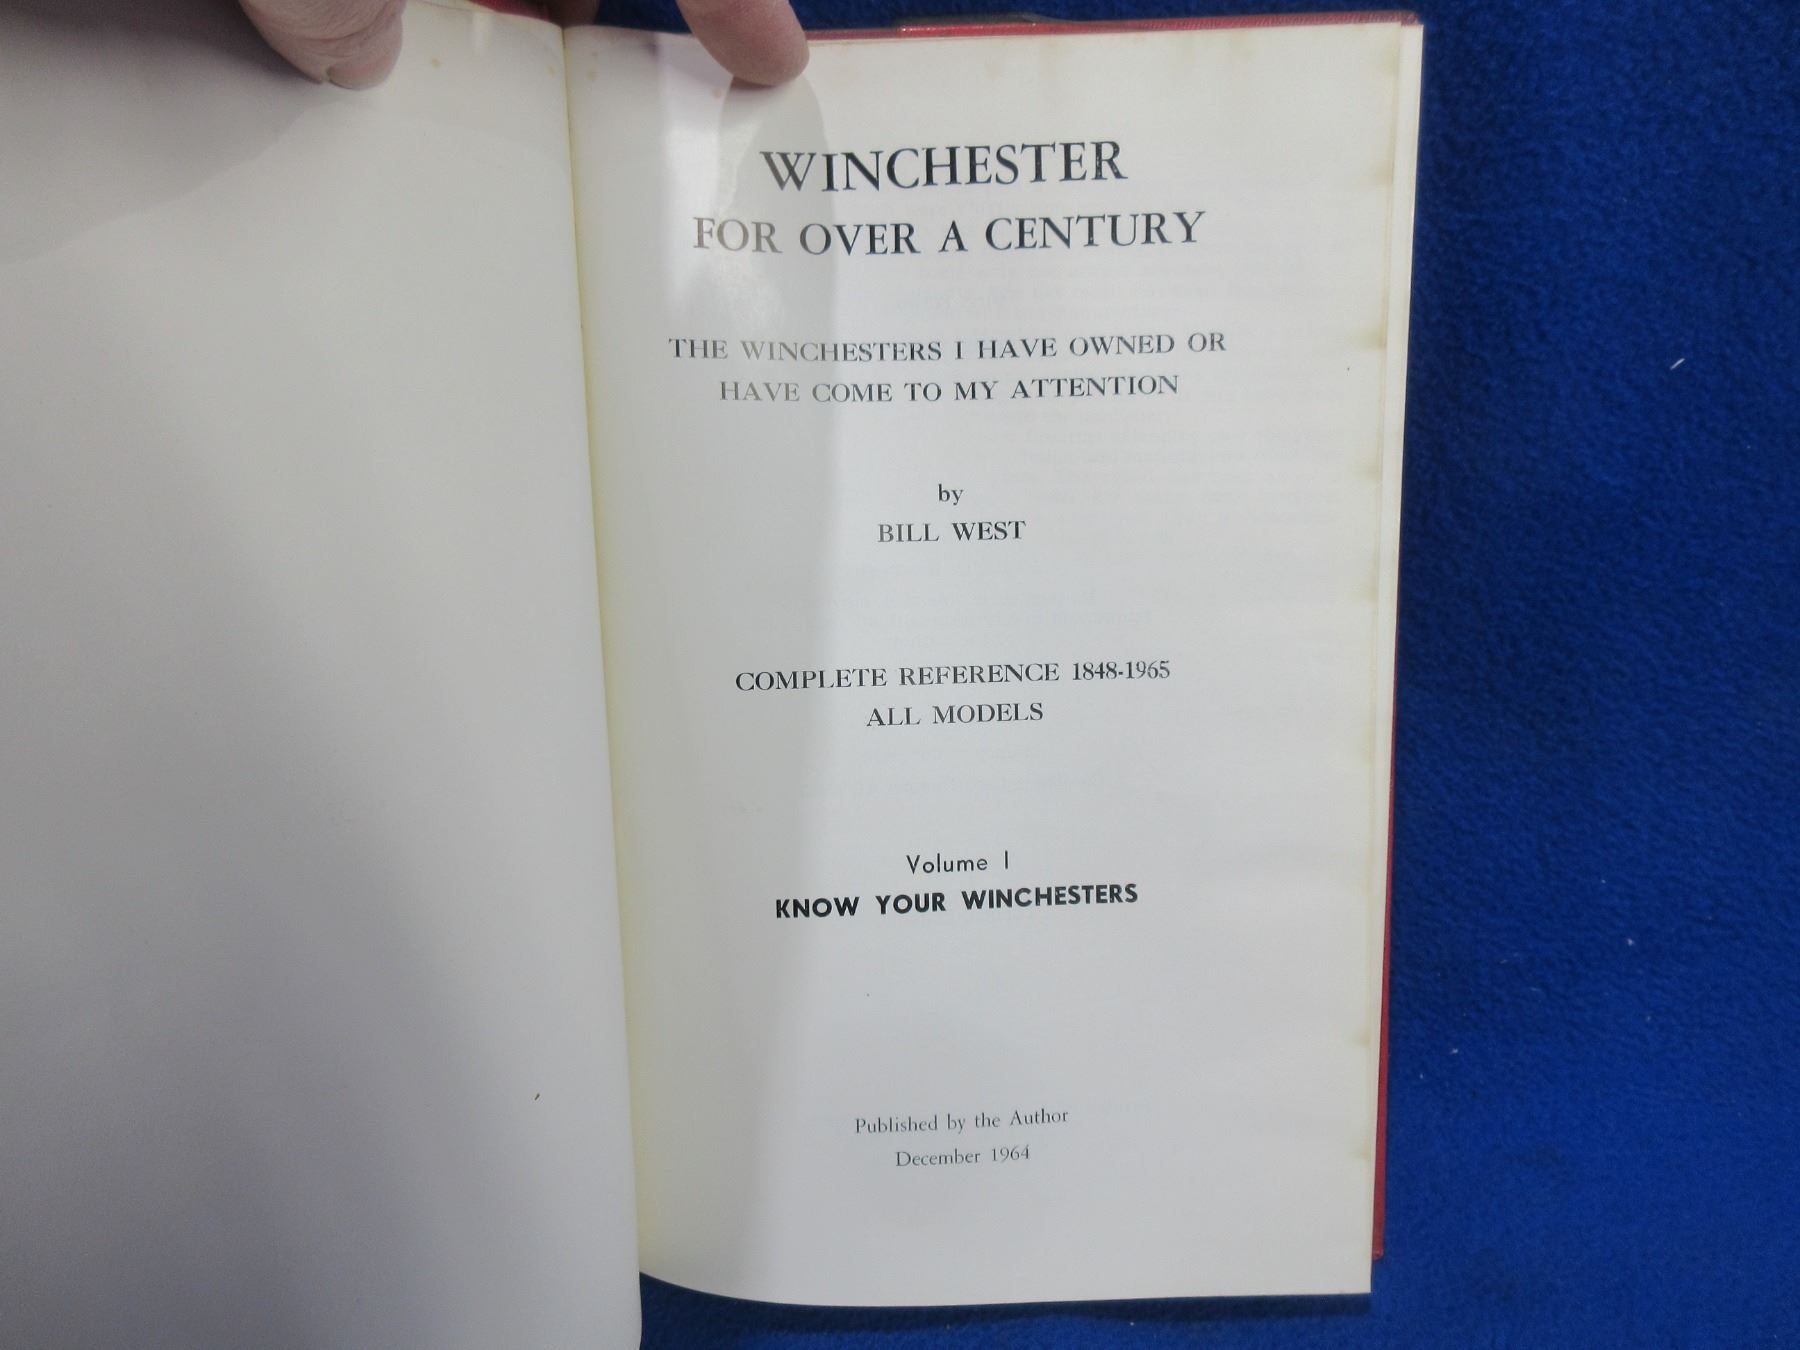 WINCHESTER
FOR OVER A CENTURY
THE WINCHESTERS I HAVE OWNED OR
HAVE COME TO MY ATTENTION
by
BILL WEST
COMPLETE REFERENCE 1848-1965
ALL MODELS
Volume I
KNOW YOUR WINCHESTERS
Published by the Author
December 1964